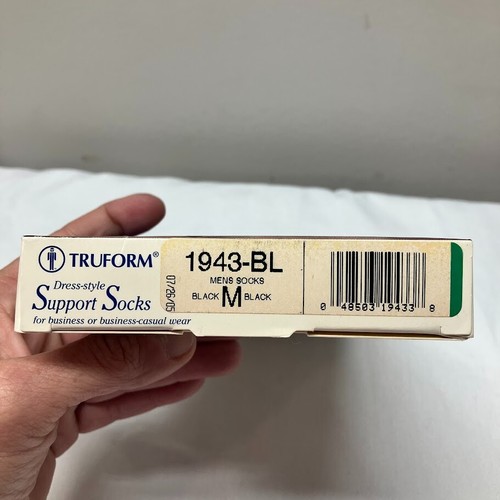 TRUFORM®
Dress-style
Support Socks
for business or business-casual wear
07/26/05
1943-BL
MENS SOCKS
BLACK M BLACK
0 48503 19433 8